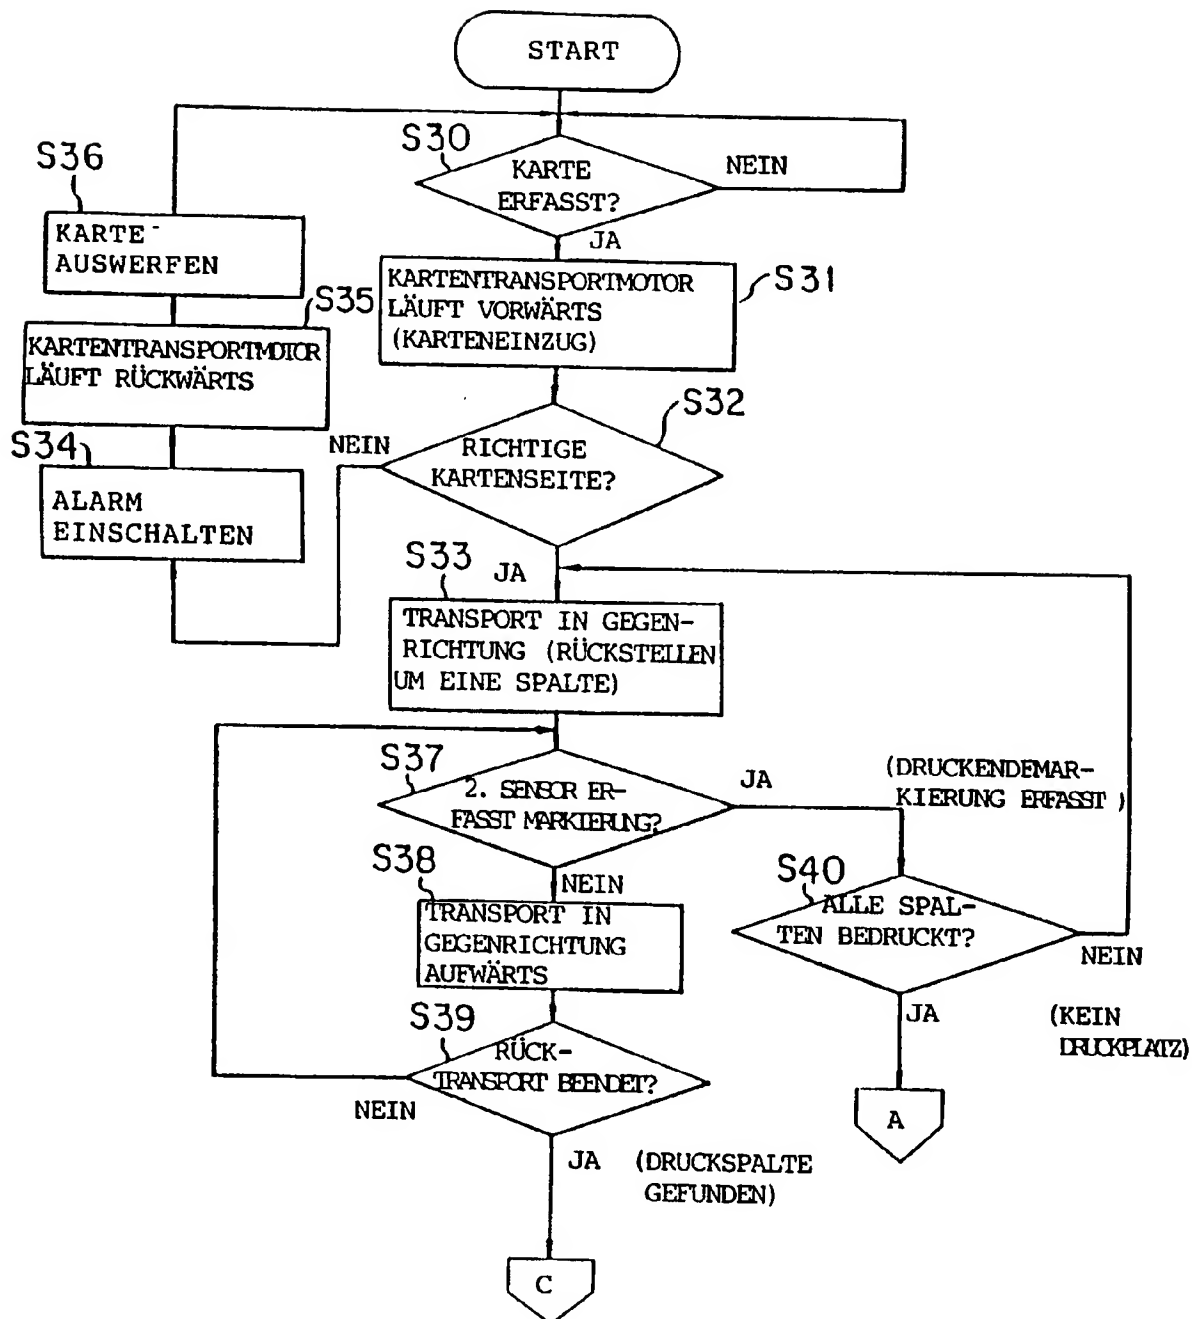 START
S30
KARTE
ERFASST?
NEIN
JA
S36
KARTE
AUSWERFEN
KARTENTRANSPORTMOTOR
LÄUFT VORWÄRTS
(KARTENEINZUG)
S31
S35
KARTENTRANSPORTMOTOR
LÄUFT RÜCKWÄRTS
S32
RICHTIGE
KARTENSEITE?
NEIN
S34
ALARM
EINSCHALTEN
JA
S33
TRANSPORT IN GEGEN-
RICHTUNG (RÜCKSTELLEN
UM EINE SPALTE)
S37
2. SENSOR ER-
FASST MARKIERUNG?
JA
(DRUCKENDEMAR-
KIERUNG ERFASST)
NEIN
S38
TRANSPORT IN
GEGENRICHTUNG
AUFWÄRTS
S40
ALLE SPAL-
TEN BEDRUCKT?
NEIN
(KEIN
DRUCKPLATZ)
JA
A
S39
RÜCK-
TRANSPORT BEENDET?
NEIN
JA
(DRUCKSPALTE
GEFUNDEN)
C